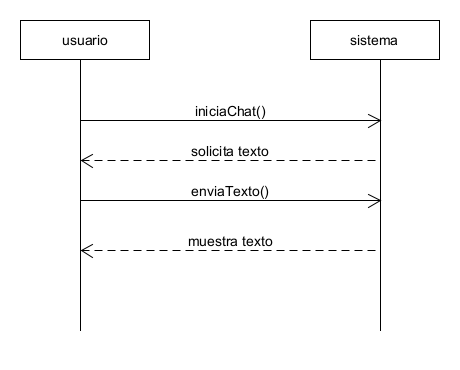 usuario
sistema
iniciaChat()
solicita texto
enviaTexto()
muestra texto